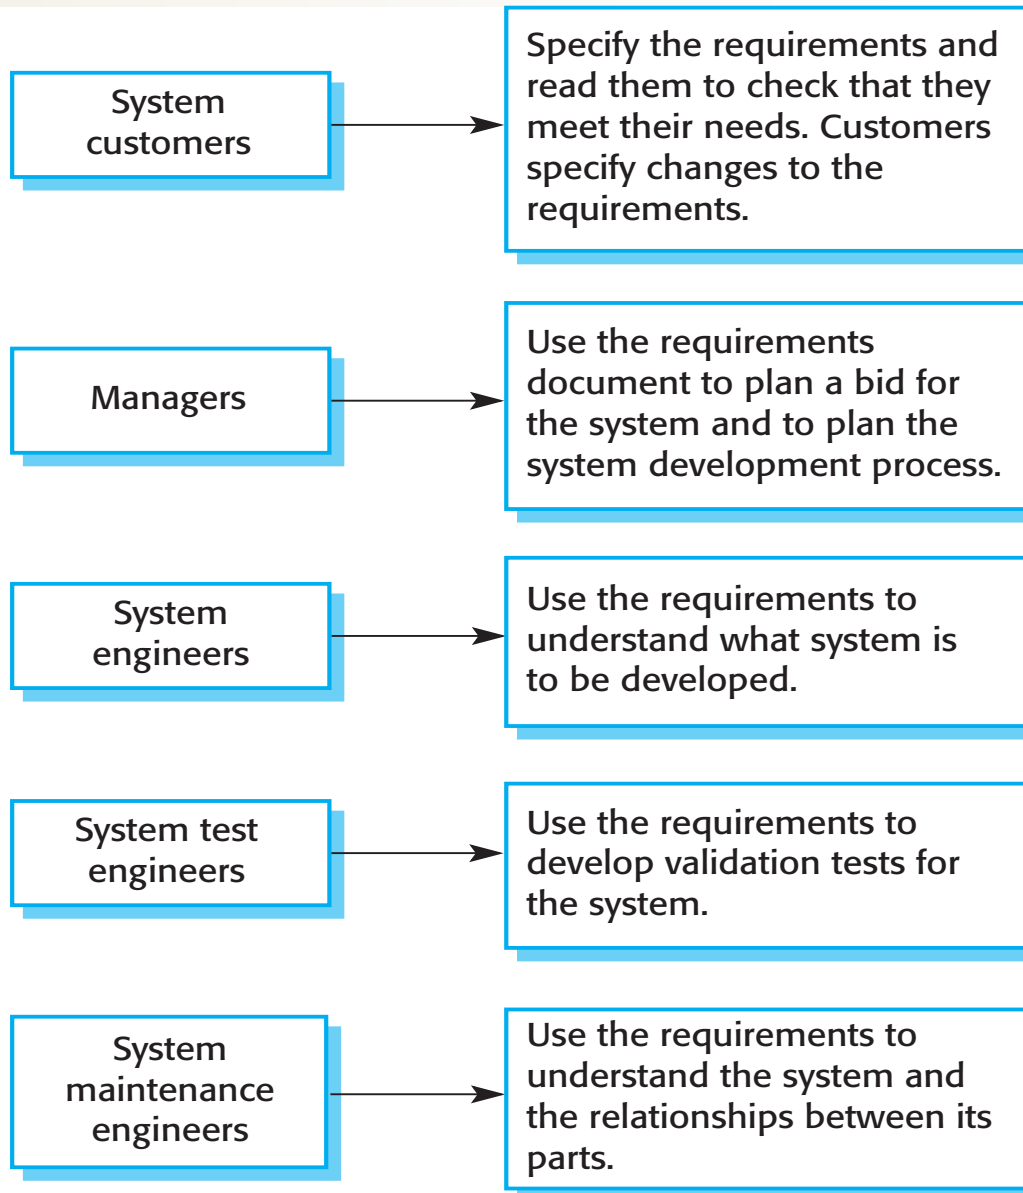 System
customers
Specify the requirements and
read them to check that they
meet their needs. Customers
specify changes to the
requirements.
Managers
Use the requirements
document to plan a bid for
the system and to plan the
system development process.
System
engineers
Use the requirements to
understand what system is
to be developed.
System test
engineers
Use the requirements to
develop validation tests for
the system.
System
maintenance
engineers
Use the requirements to
understand the system and
the relationships between its
parts.